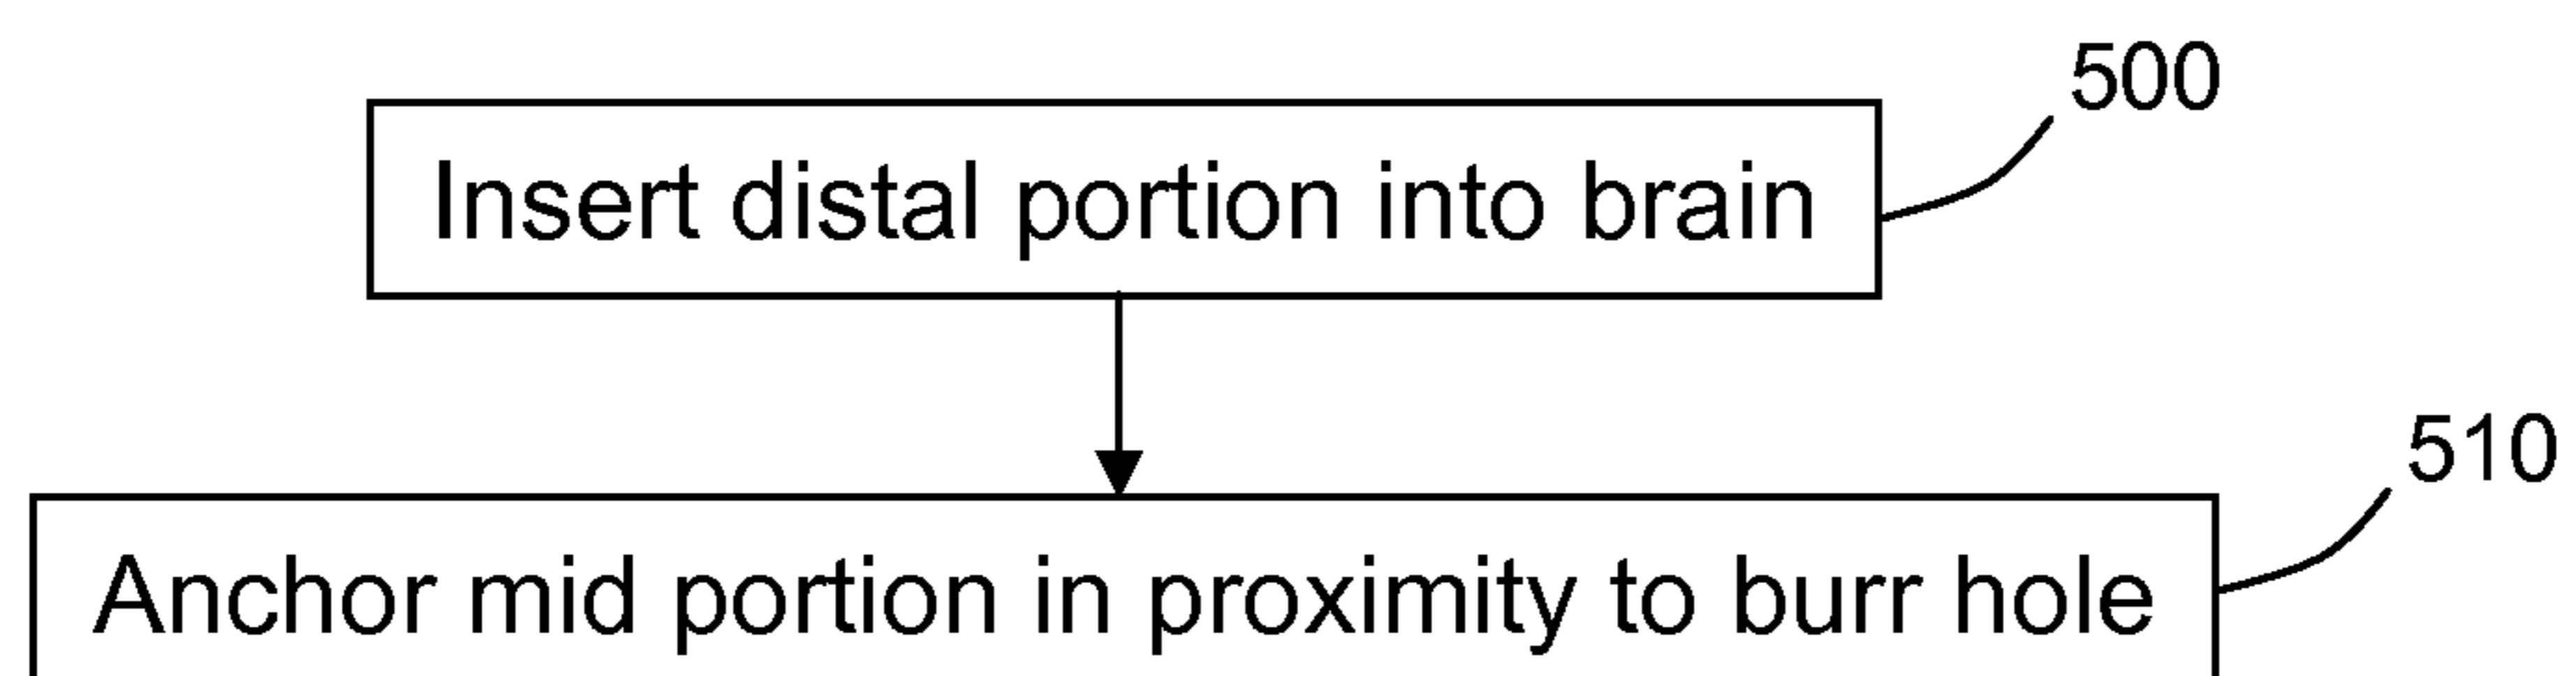 500
Insert distal portion into brain
510
Anchor mid portion in proximity to burr hole